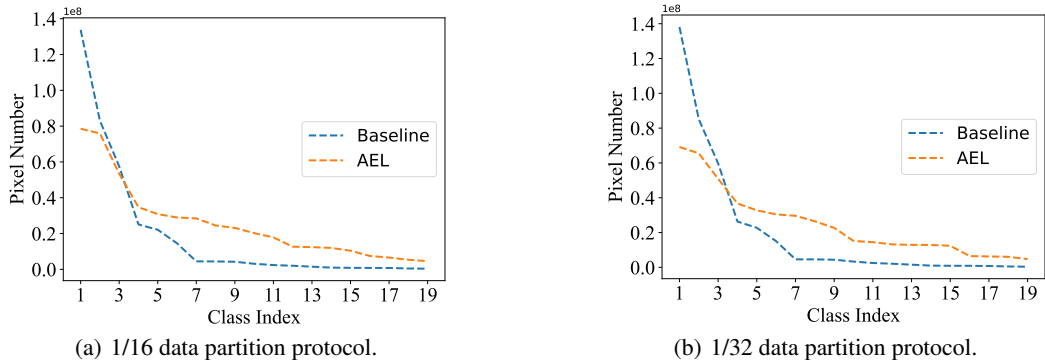 1e8
1.4
1.2
1.0
0.8
0.6
0.4
0.2
0.0
Pixel Number
Baseline
AEL
1 3 5 7 9 11 13 15 17 19
Class Index
(a) 1/16 data partition protocol.
1e8
1.4
1.2
1.0
0.8
0.6
0.4
0.2
0.0
Pixel Number
Baseline
AEL
1 3 5 7 9 11 13 15 17 19
Class Index
(b) 1/32 data partition protocol.